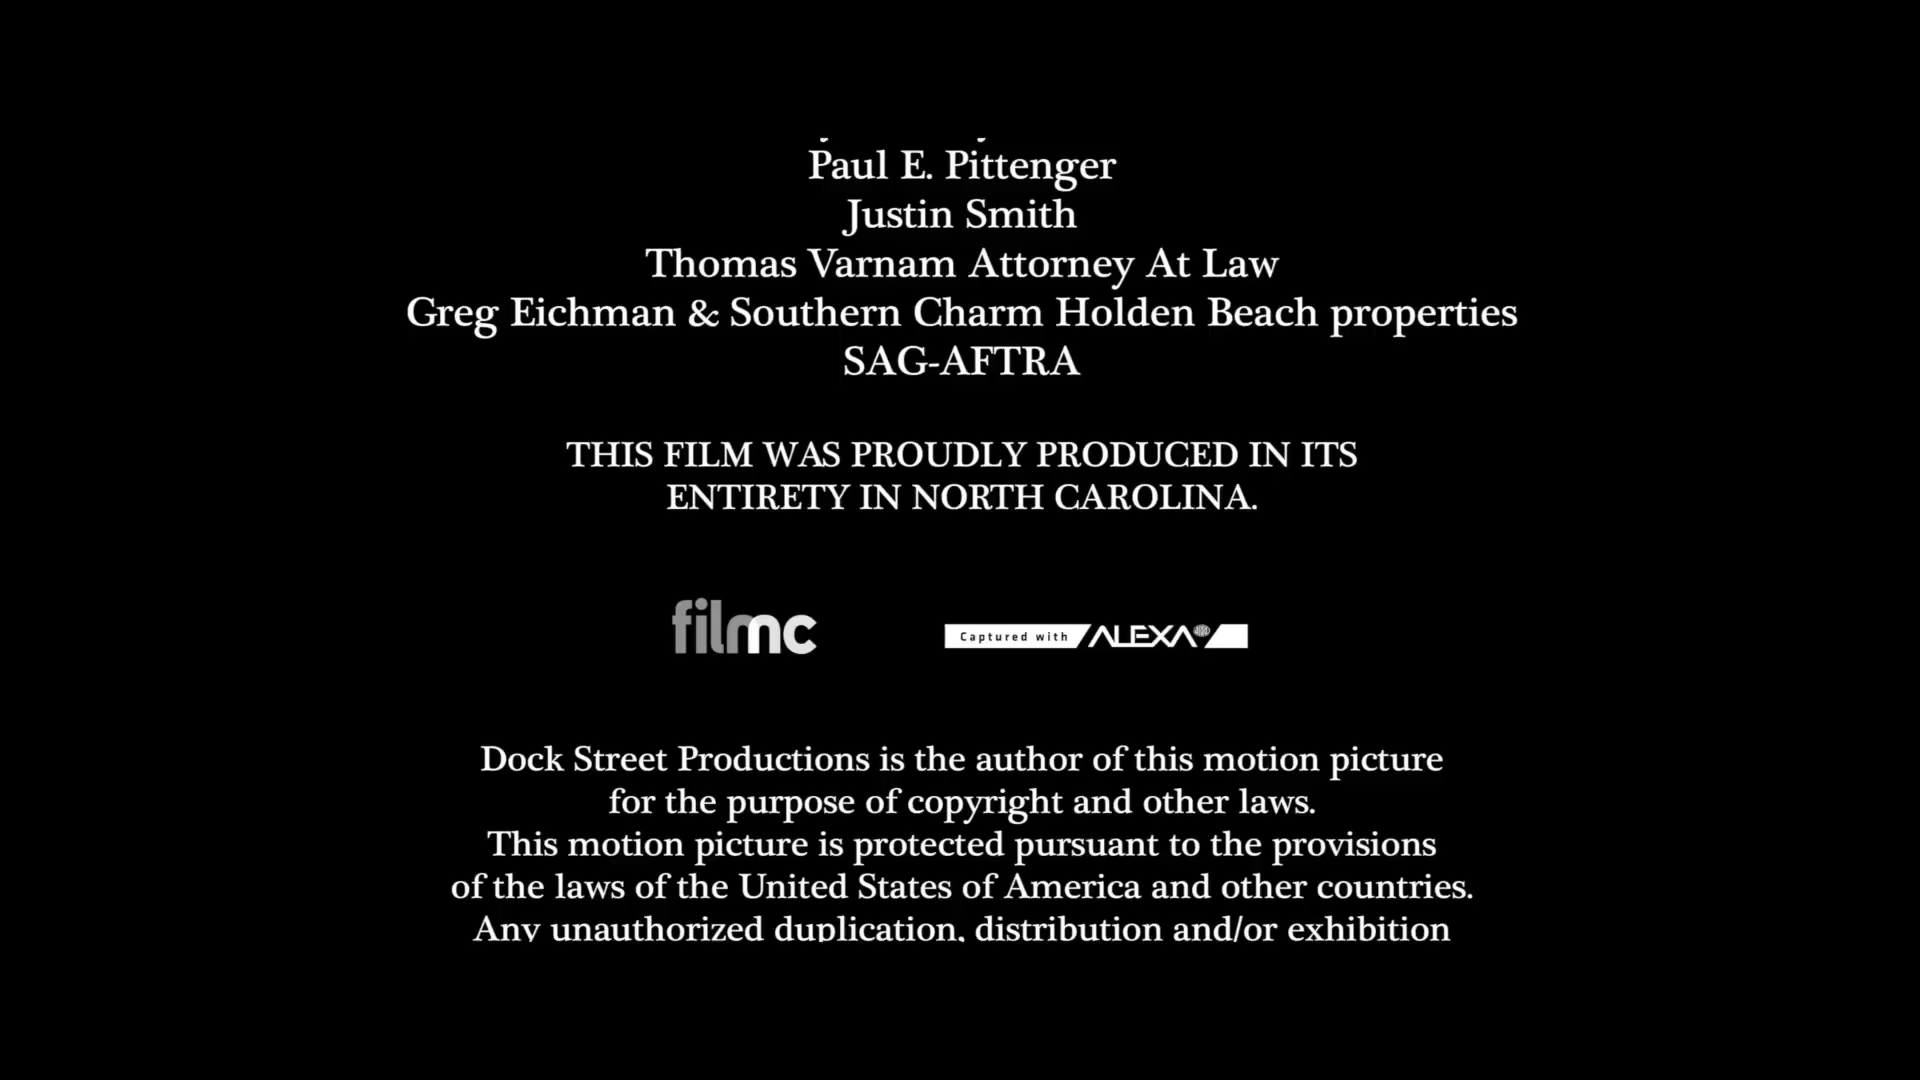 Paul E. Pittenger
Justin Smith
Thomas Varnam Attorney At Law
Greg Eichman & Southern Charm Holden Beach properties
SAG-AFTRA
THIS FILM WAS PROUDLY PRODUCED IN ITS
ENTIRETY IN NORTH CAROLINA.
filmnc
Captured with ALEXA
Dock Street Productions is the author of this motion picture
for the purpose of copyright and other laws.
This motion picture is protected pursuant to the provisions
of the laws of the United States of America and other countries.
Any unauthorized duplication, distribution and/or exhibition